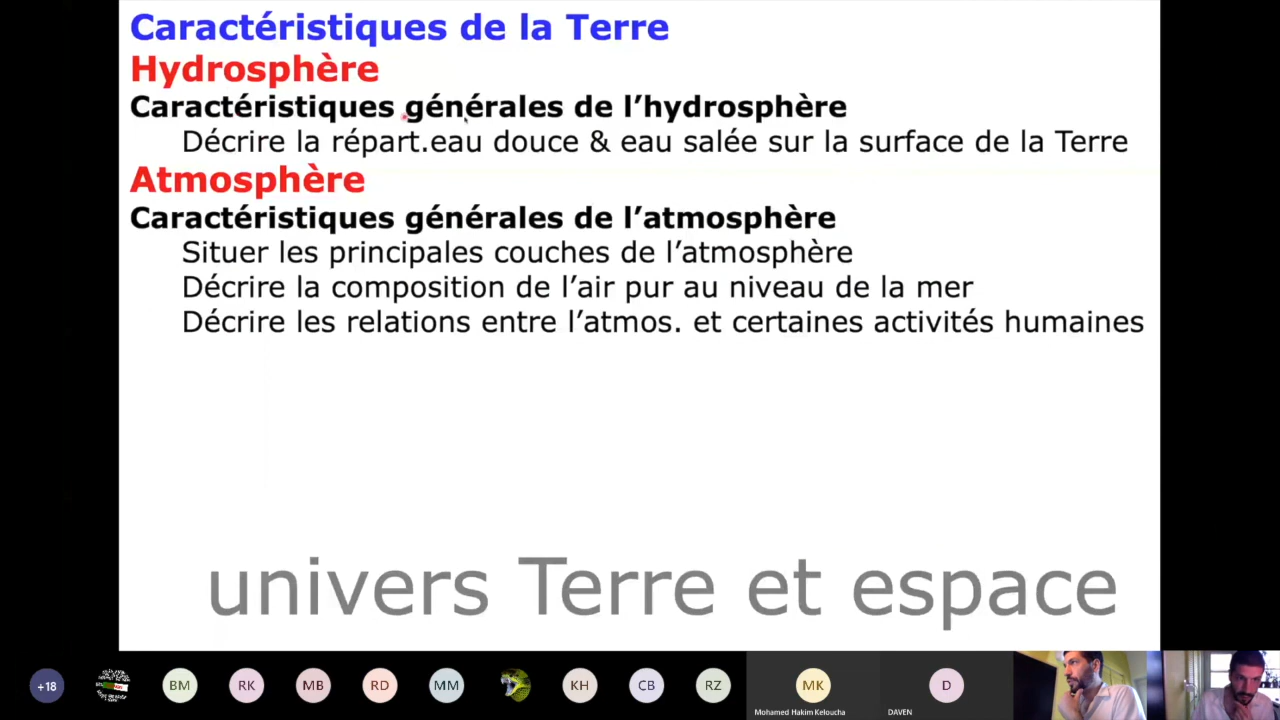 Caractéristiques de la Terre
Hydrosphère
Caractéristiques générales de l'hydrosphère
Décrire la répart.eau douce & eau salée sur la surface de la Terre
Atmosphère
Caractéristiques générales de l'atmosphère
Situer les principales couches de l'atmosphère
Décrire la composition de l'air pur au niveau de la mer
Décrire les relations entre l'atmos. et certaines activités humaines
univers Terre et espace
+18
BM
RK
MB
RD
MM
KH
CB
RZ
MK
D
Mohamed Hakim Keloucha
DAVEN